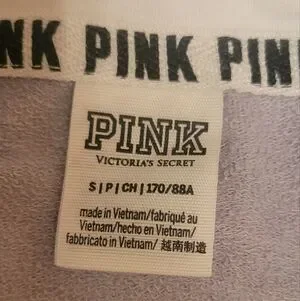 NK PINK PIN
PINK
VICTORIA'S SECRET
S|P|CH|170/88A
made in Vietnam/fabriqué au
Vietnam/hecho en Vietnam/
fabbricato in Vietnam/越南制造